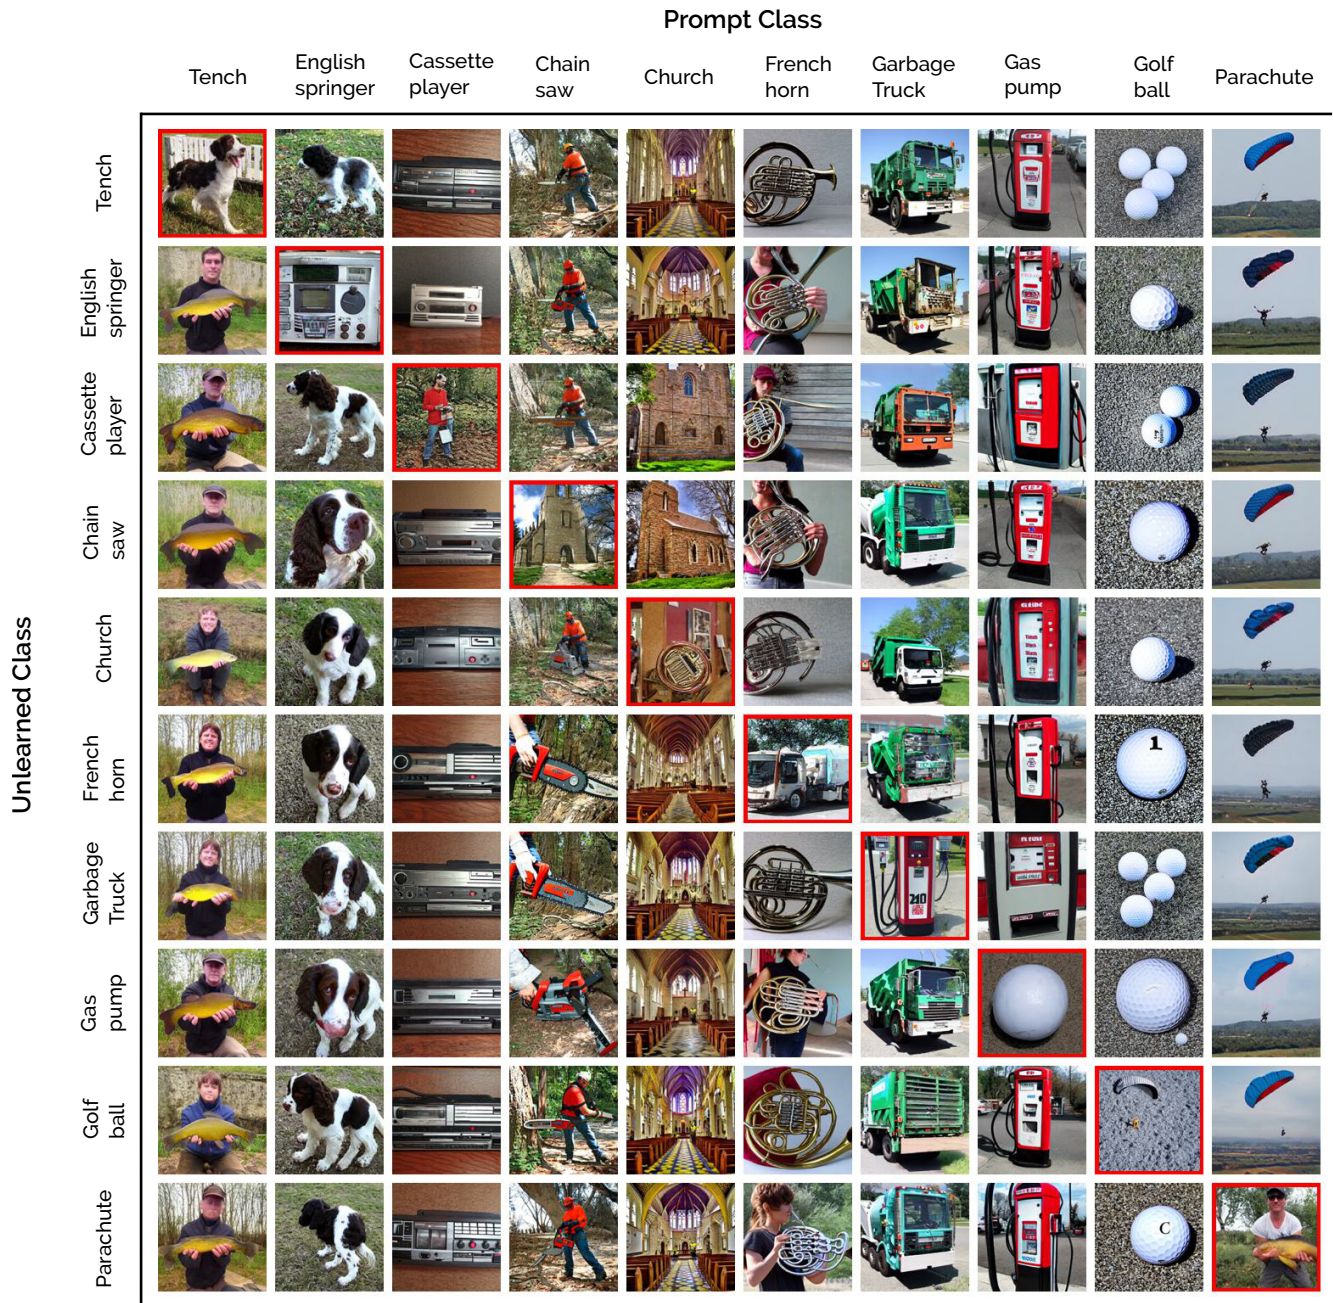 Prompt Class
Tench
English
springer
Cassette
player
Chain
saw
Church
French
horn
Garbage
Truck
Gas
pump
Golf
ball
Parachute
Unlearned Class
Tench
English
springer
Cassette
player
Chain
saw
Church
French
horn
1
Garbage
Truck
210
Gas
pump
Golf
ball
Parachute
C